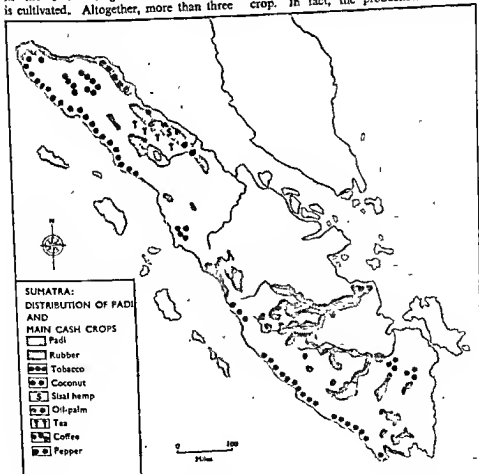 is cultivated. Altogether, more than three
crop. In fact, the
N
SUMATRA:
DISTRIBUTION OF PADI
AND
MAIN CASH CROPS
Padi
Rubber
Tobacco
Coconut
S Sisal hemp
Oil-palm
T T Tea
Coffee
Pepper
0 100
Miles
T T T T T S